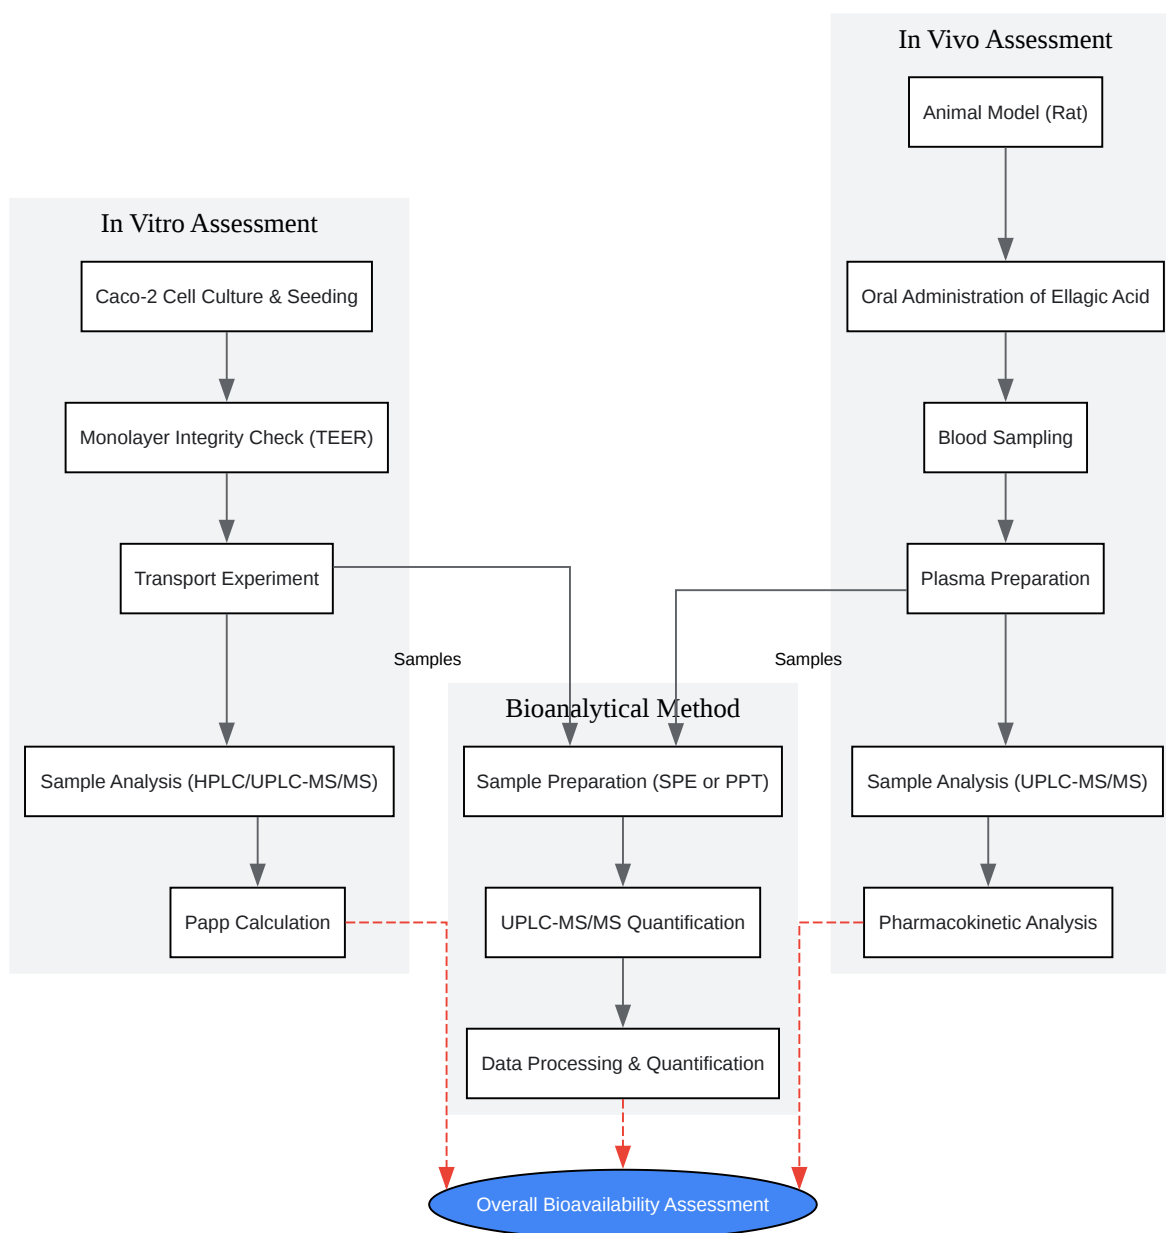 In Vivo Assessment
Animal Model (Rat)
In Vitro Assessment
Caco-2 Cell Culture & Seeding
Oral Administration of Ellagic Acid
Monolayer Integrity Check (TEER)
Blood Sampling
Transport Experiment
Plasma Preparation
Samples
Samples
Bioanalytical Method
Sample Analysis (HPLC/UPLC-MS/MS)
Sample Preparation (SPE or PPT)
Sample Analysis (UPLC-MS/MS)
Papp Calculation
UPLC-MS/MS Quantification
Pharmacokinetic Analysis
Data Processing & Quantification
Overall Bioavailability Assessment